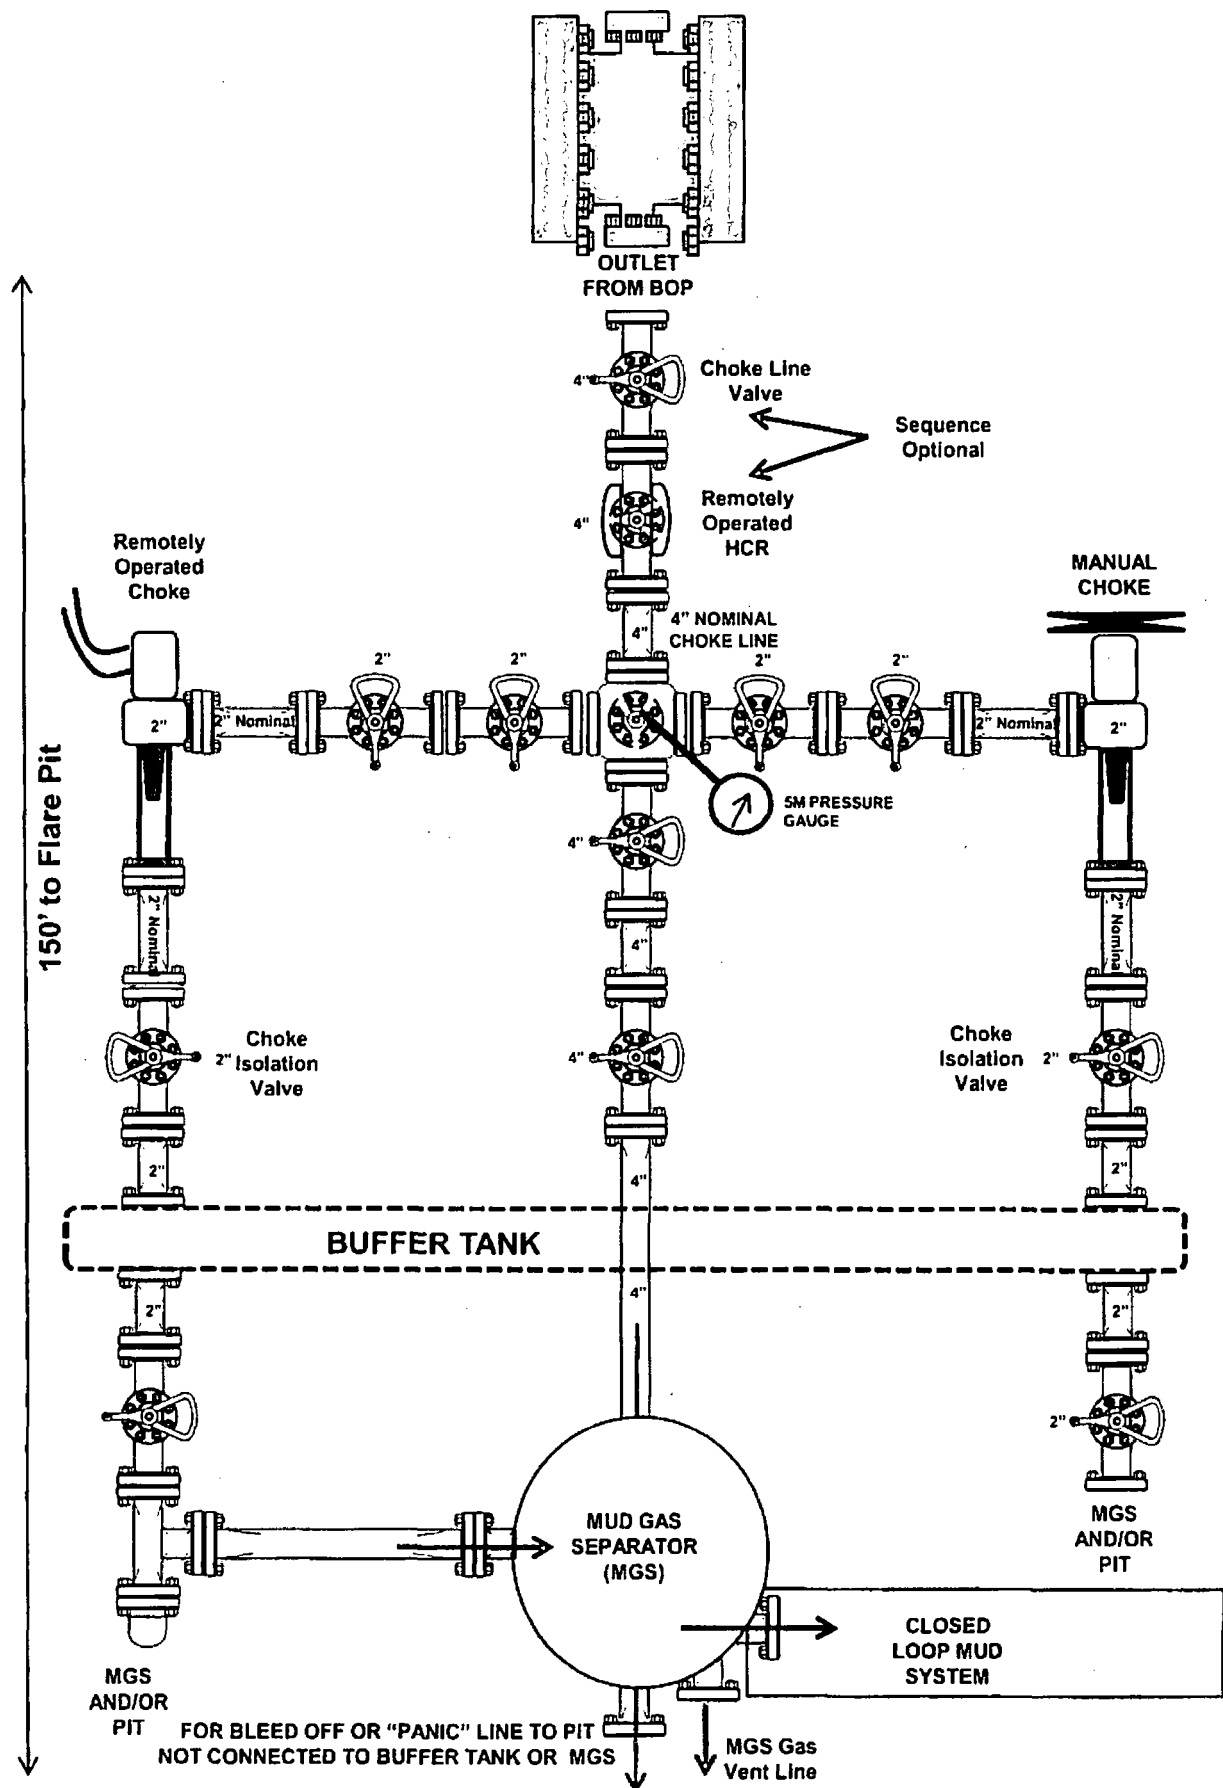 OUTLET
FROM BOP
4"
Choke Line
Valve
Sequence
Optional
4"
Remotely
Operated
HCR
Remotely
Operated
Choke
MANUAL
CHOKE
4"
4" NOMINAL
CHOKE LINE
2"
2"
2"
2"
2"
2" Nominal
2" Nominal
2"
5M PRESSURE
GAUGE
4"
150' to Flare Pit
2" Nominal
4"
2" Nominal
2"
Choke
Isolation
Valve
4"
Choke
Isolation
Valve
2"
2"
4"
2"
BUFFER TANK
2"
4"
2"
2"
MUD GAS
SEPARATOR
(MGS)
MGS
AND/OR
PIT
CLOSED
LOOP MUD
SYSTEM
MGS
AND/OR
PIT
FOR BLEED OFF OR "PANIC" LINE TO PIT
NOT CONNECTED TO BUFFER TANK OR MGS
MGS Gas
Vent Line